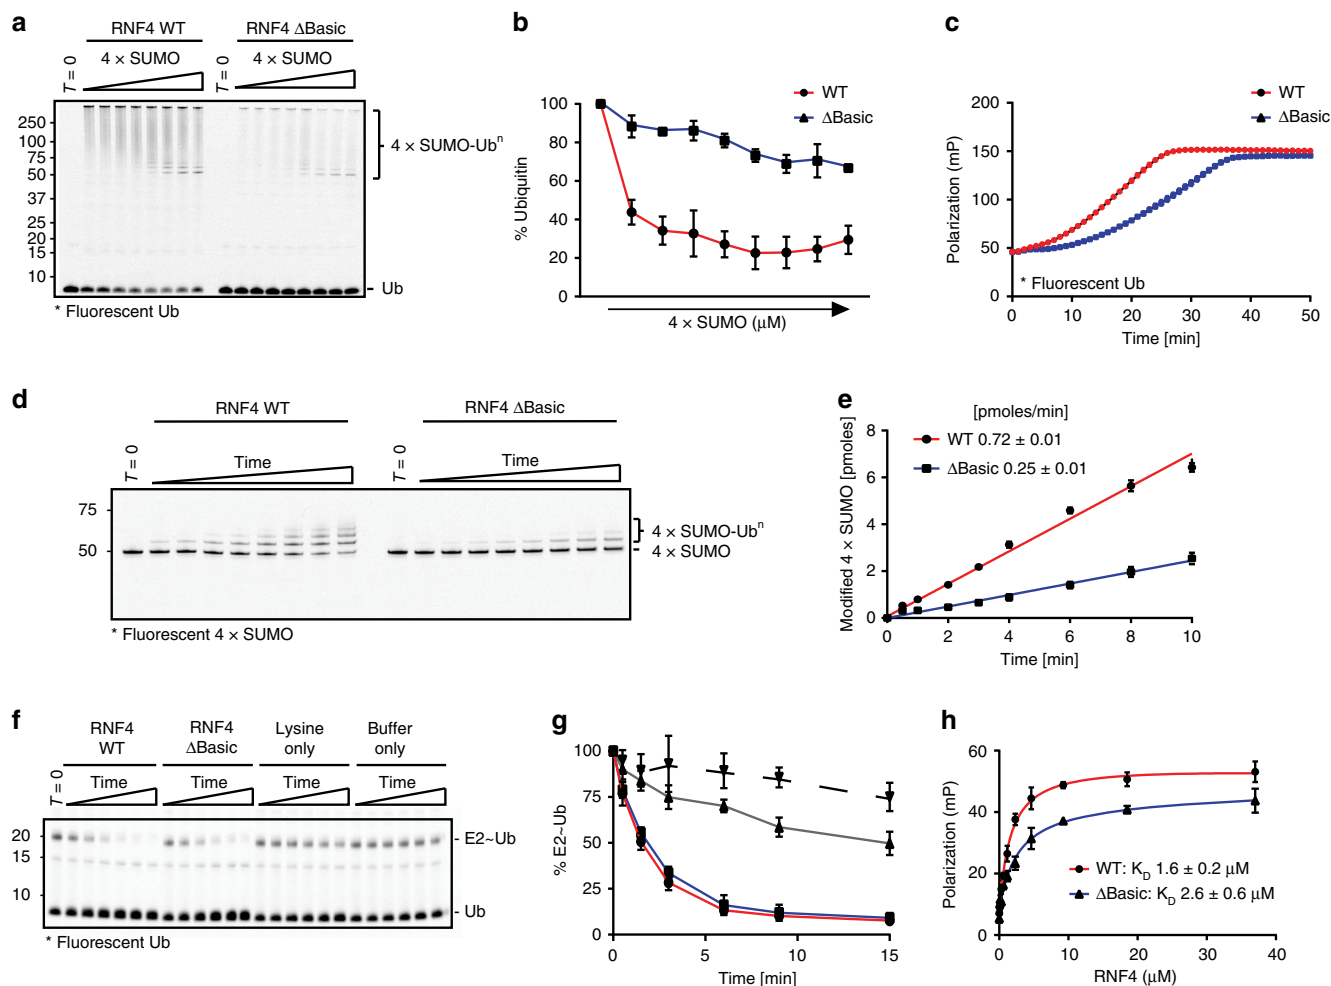 a
RNF4 WT
RNF4 ΔBasic
T = 0
4 × SUMO
T = 0
4 × SUMO
250
100
75
50
37
25
20
15
10
4 × SUMO-Ubⁿ
Ub
* Fluorescent Ub
b
WT
ΔBasic
% Ubiquitin
100
80
60
40
20
0
4 × SUMO (μM)
c
WT
ΔBasic
Polarization (mP)
200
150
100
50
0
* Fluorescent Ub
0 10 20 30 40 50
Time [min]
d
RNF4 WT
RNF4 ΔBasic
T = 0
Time
T = 0
Time
75
50
4 × SUMO-Ubⁿ
4 × SUMO
* Fluorescent 4 × SUMO
e
[pmoles/min]
WT 0.72 ± 0.01
ΔBasic 0.25 ± 0.01
Modified 4 × SUMO [pmoles]
8
6
4
2
0
0 2 4 6 8 10
Time [min]
f
RNF4 WT
RNF4 ΔBasic
Lysine only
Buffer only
T = 0
Time
Time
20
15
10
E2~Ub
Ub
* Fluorescent Ub
g
% E2~Ub
100
75
50
25
0
0 5 10 15
Time [min]
h
Polarization (mP)
60
40
20
0
WT: K_D 1.6 ± 0.2 μM
ΔBasic: K_D 2.6 ± 0.6 μM
0 10 20 30 40
RNF4 (μM)